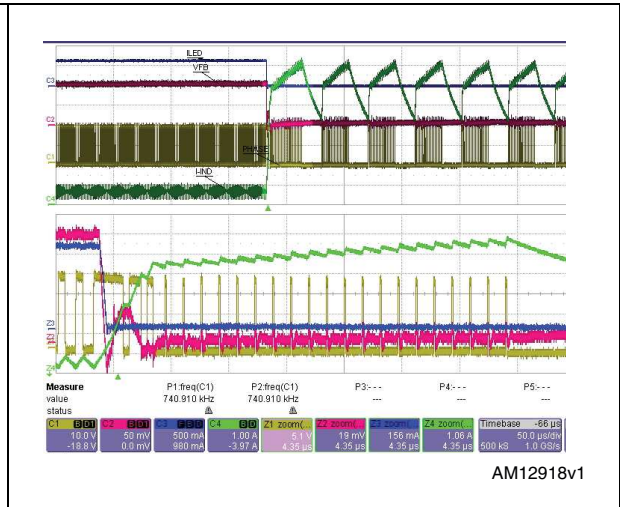 ILED
VFB
C3
C2
PHASE
C1
I-IND
C4
Z4
Measure P1:freq(C1) P2:freq(C1) P3:- - - P4:- - - P5:- - -
value 740.910 kHz 740.910 kHz --- --- ---
status
C1 C2 C3 C4 Z1 zoom(... Z2 zoom(... Z3 zoom(... Z4 zoom(... Timebase -66 µs
10.0 V 50 mV 500 mA 1.00 A 5.1 V 19 mV 156 mA 1.06 A 50.0 µs/div
-18.8 V 0.0 mV 980 mA -3.97 A 4.35 µs 4.35 µs 4.35 µs 4.35 µs 500 kS 1.0 GS/s
AM12918v1